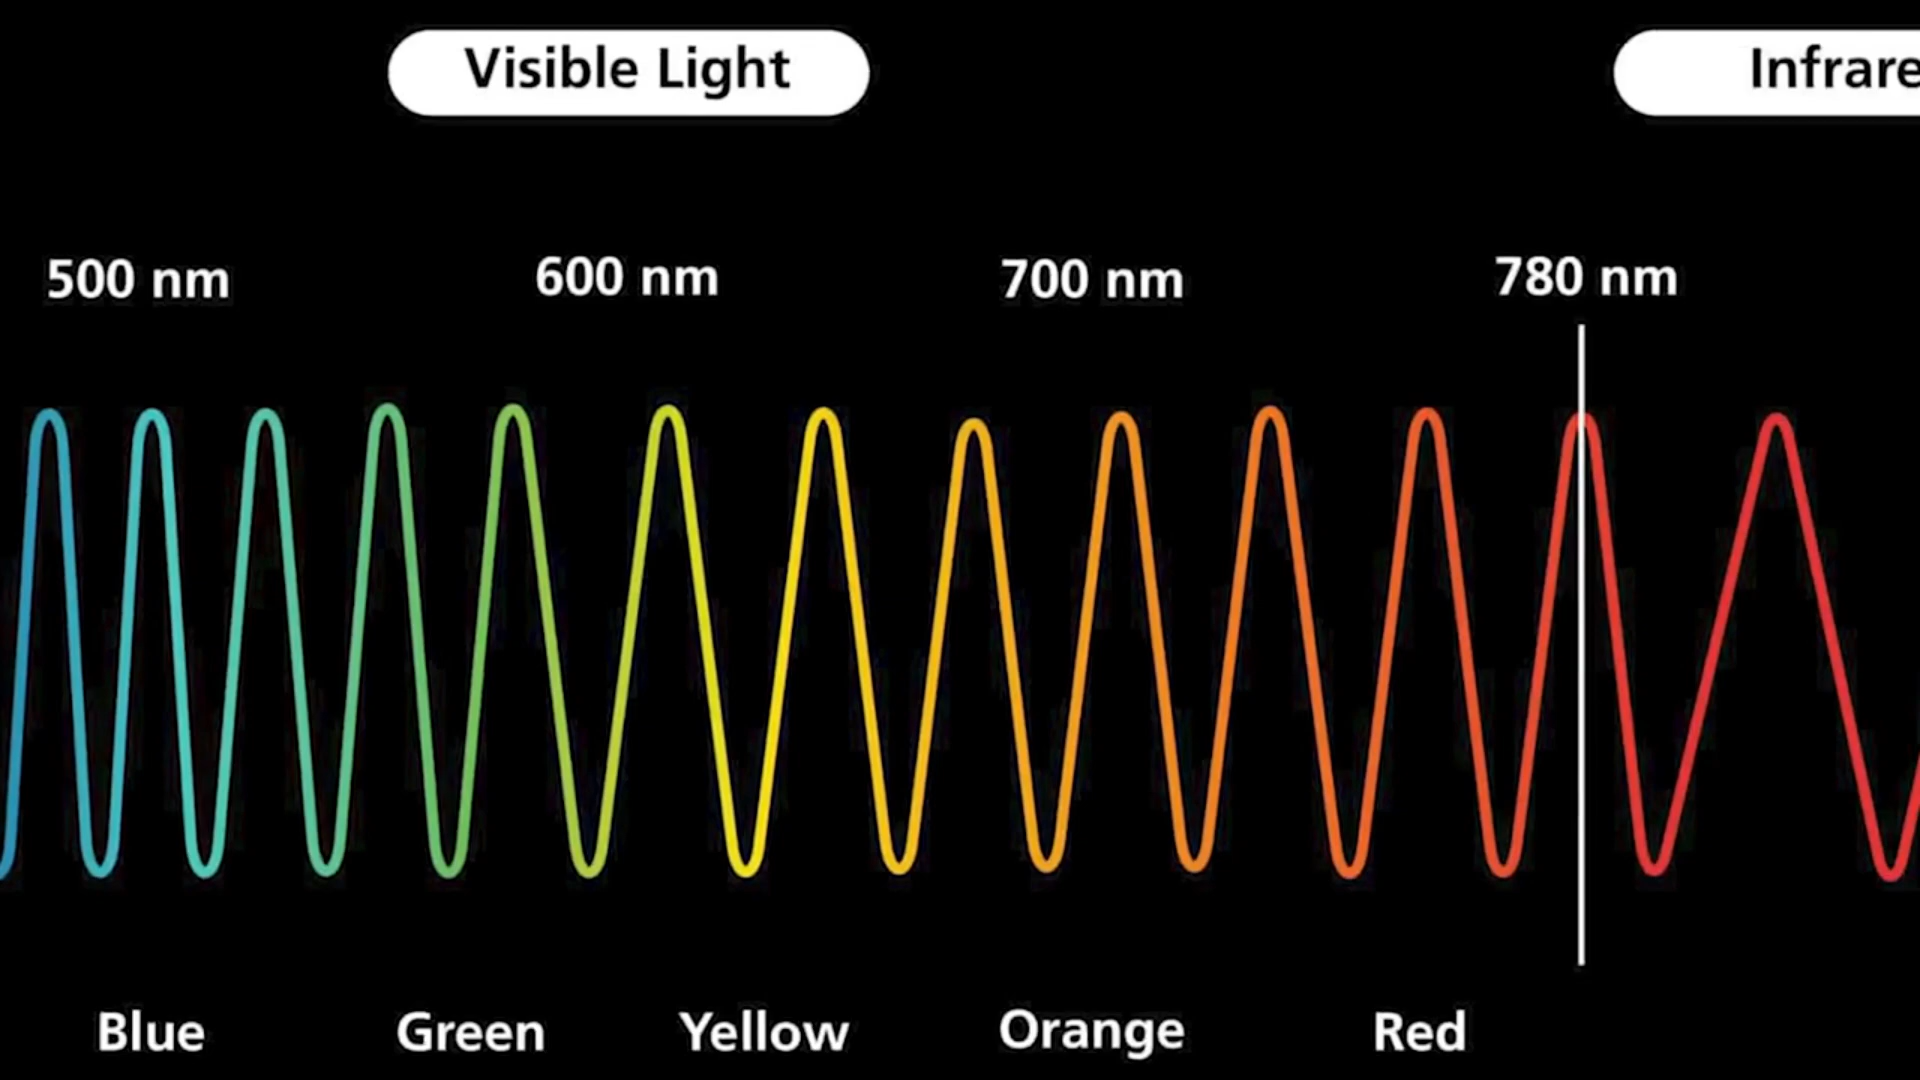 Visible Light
Infrare
500 nm
600 nm
700 nm
780 nm
Blue
Green
Yellow
Orange
Red